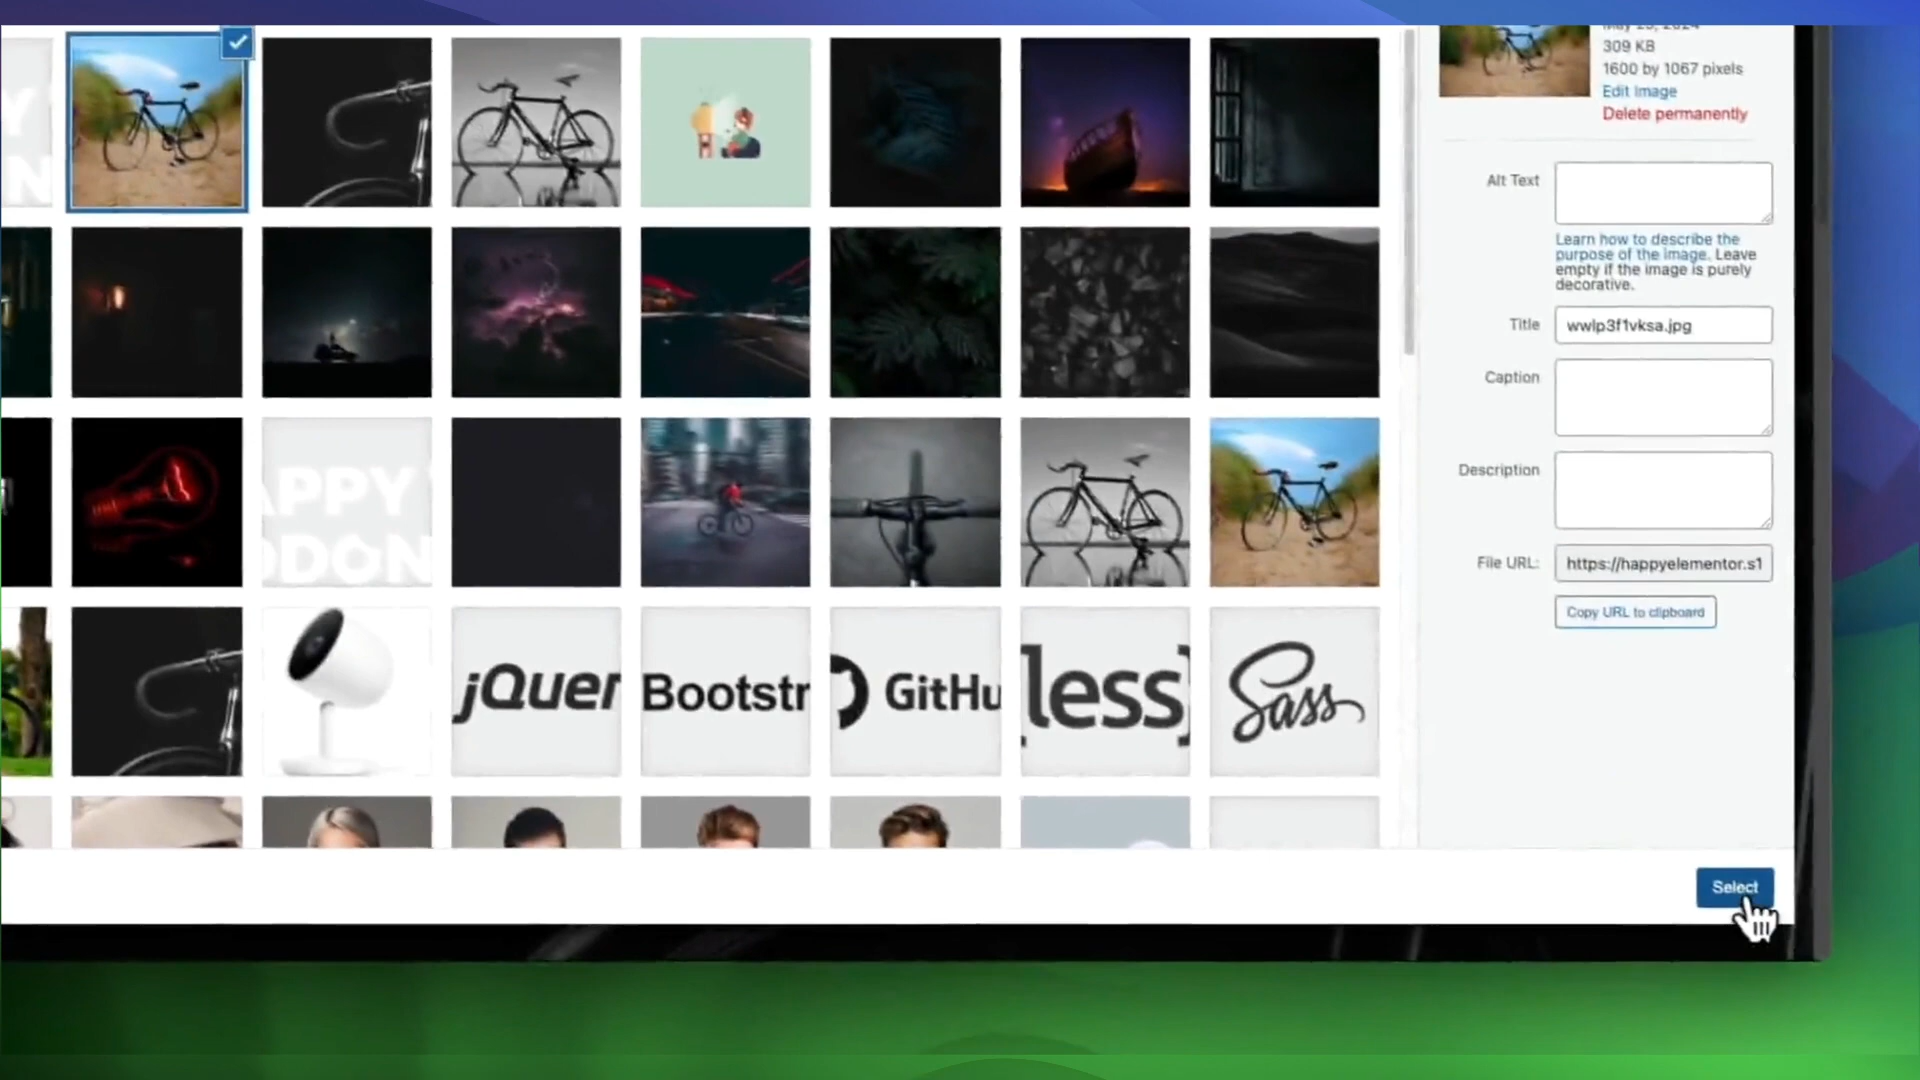 309 KB
1600 by 1067 pixels
Edit Image
Delete permanently
Alt Text
Learn how to describe the
purpose of the image. Leave
empty if the image is purely
decorative.
Title
wwlp3f1vksa.jpg
Caption
APPY
DDON
Description
File URL:
https://happyelementor.s1
Copy URL to clipboard
jQuer
Bootstr
GitHu
[less]
Sass
Select